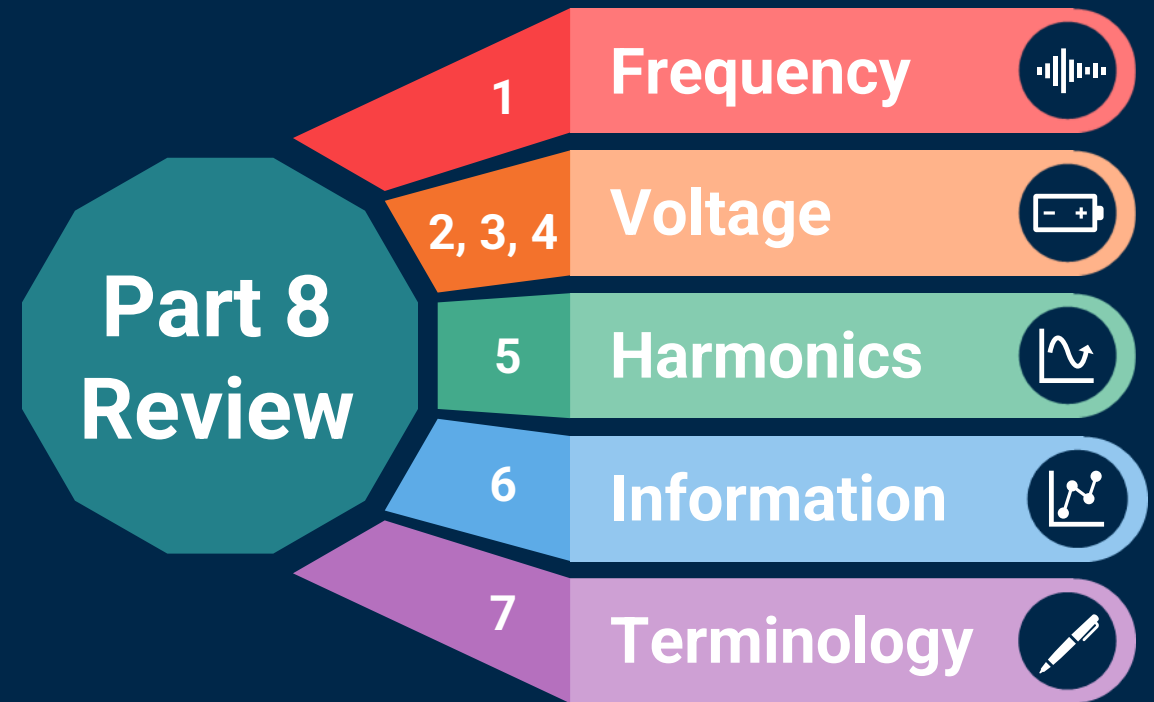 Part 8
Review
1 Frequency
2, 3, 4 Voltage
5 Harmonics
6 Information
7 Terminology